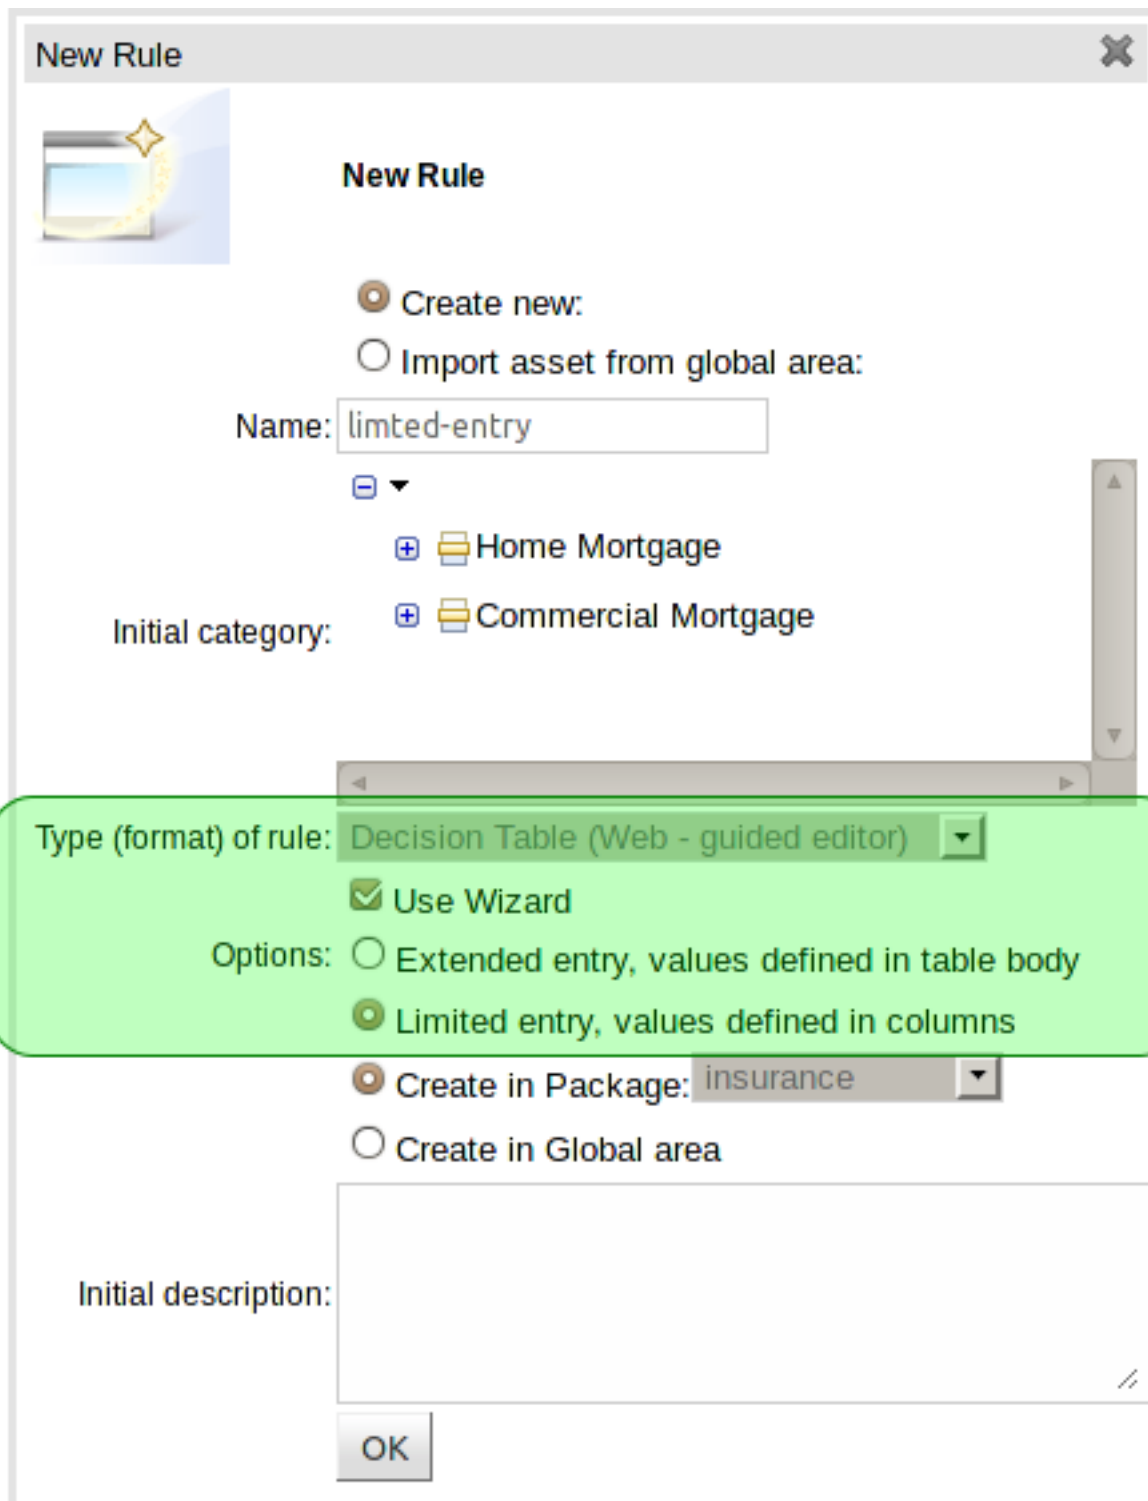 New Rule
New Rule
Create new:
Import asset from global area:
Name: limted-entry
Home Mortgage
Commercial Mortgage
Initial category:
Type (format) of rule: Decision Table (Web - guided editor)
Use Wizard
Options: Extended entry, values defined in table body
Limited entry, values defined in columns
Create in Package: insurance
Create in Global area
Initial description:
OK